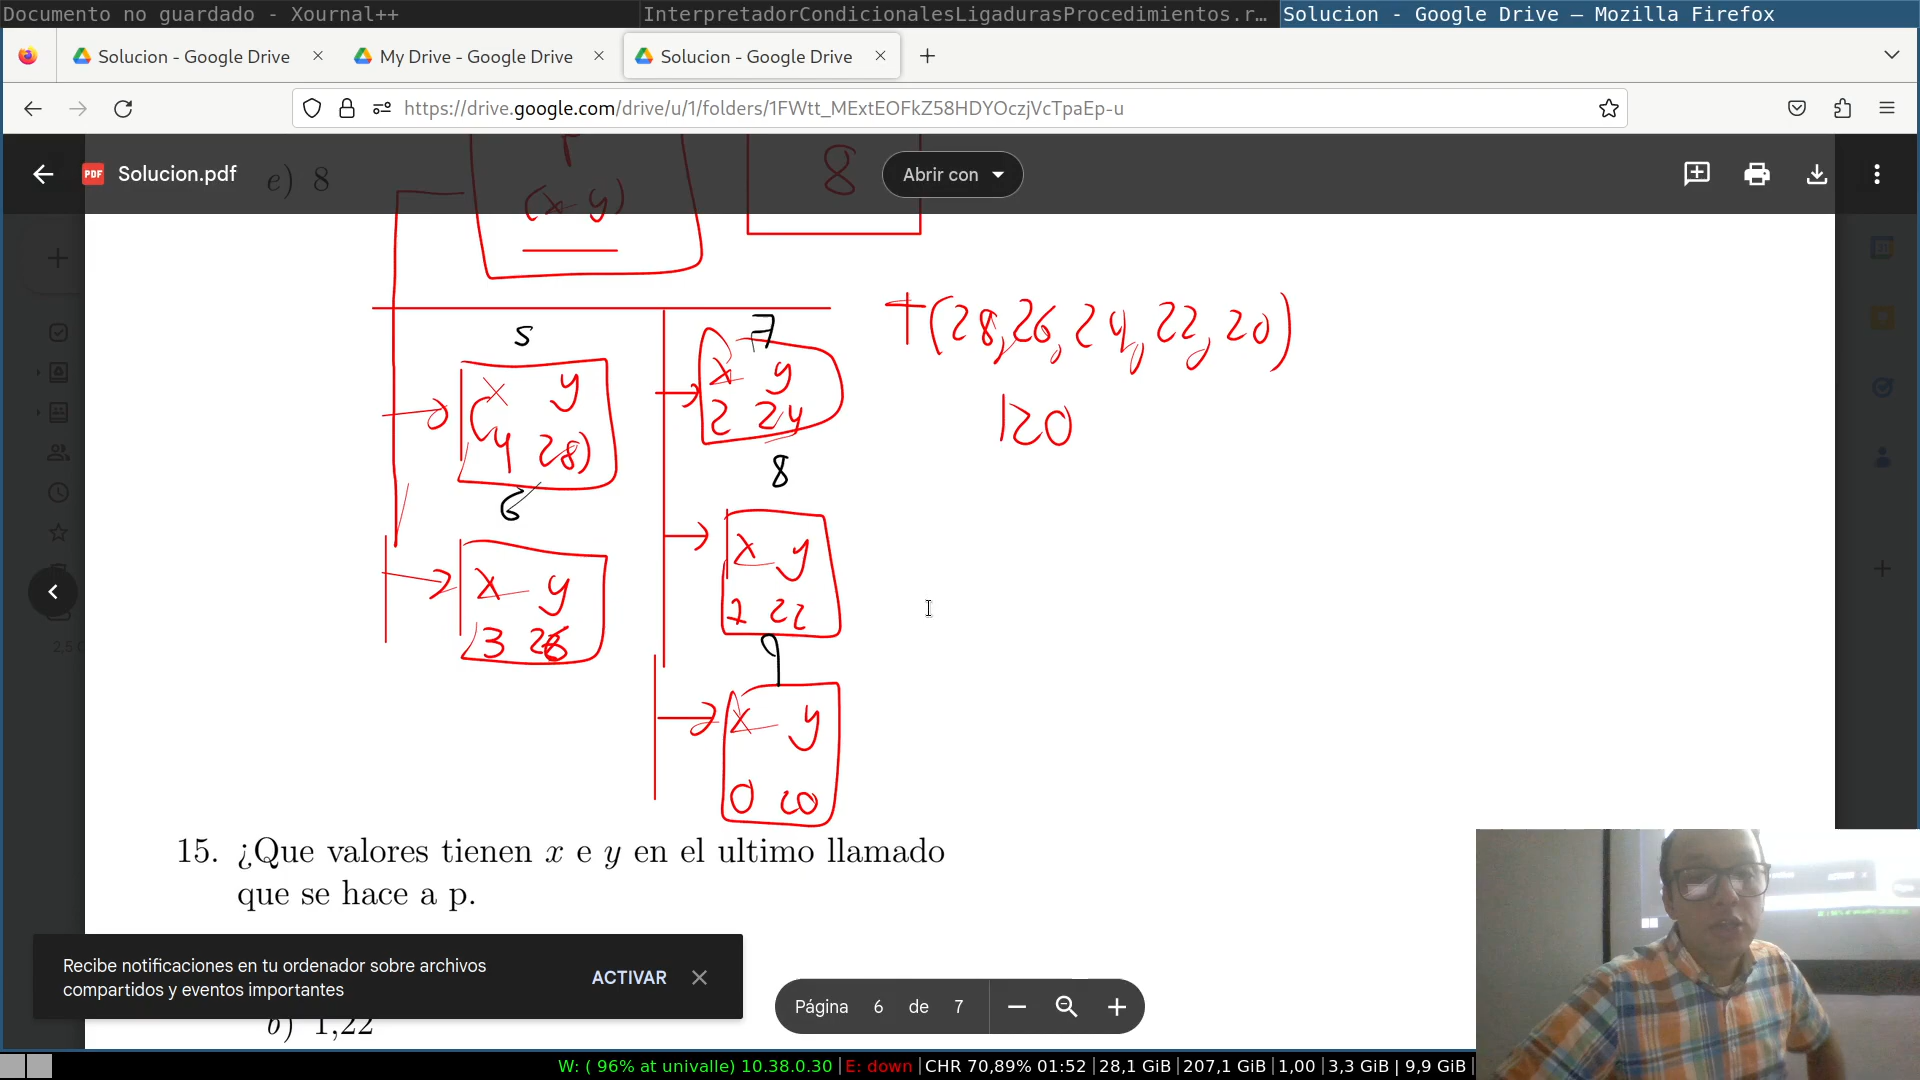 Documento no guardado - Xournal++
InterpretadorCondicionalesLigadurasProcedimientos.r…
Solucion - Google Drive — Mozilla Firefox
Solucion - Google Drive
My Drive - Google Drive
Solucion - Google Drive
https://drive.google.com/drive/u/1/folders/1FWtt_MExtEOFkZ58HDYOczjVcTpaEp-u
PDF Solucion.pdf
Abrir con
e) 8
8
(x y)
+(28, 26, 24, 22, 20)
120
5
x y
(4 28)
6
x y
3 26
7
x y
2 24
8
x y
1 22
9
x y
0 20
15. ¿Que valores tienen x e y en el ultimo llamado
que se hace a p.
b) 1,22
Recibe notificaciones en tu ordenador sobre archivos
compartidos y eventos importantes
ACTIVAR
Página 6 de 7
W: ( 96% at univalle) 10.38.0.30 |E: down|CHR 70,89% 01:52 |28,1 GiB|207,1 GiB|1,00 |3,3 GiB | 9,9 GiB |